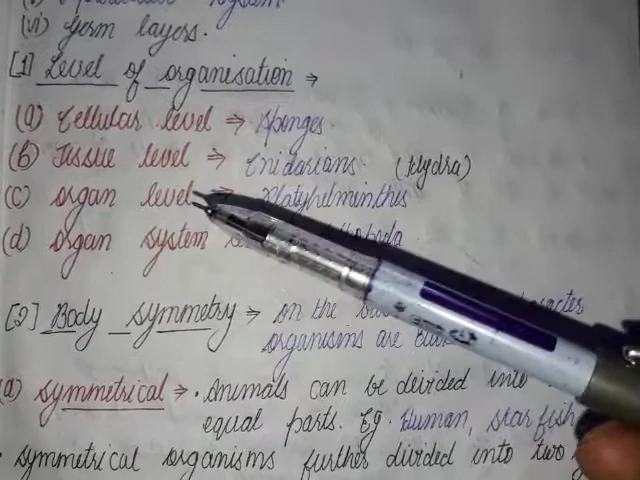 (vi) Germ layers.
[1] Level of organisation →
(a) Cellular level ⇒ Sponges.
(b) Tissue level ⇒ Cnidarians (Hydra)
(c) organ level ⇒ Platyhelminthis
(d) organ system
[2] Body symmetry → on the
organisms are
(a) symmetrical → • Animals can be devided into
equal parts. Eg. Human, star fish
• symmetrical organisms further divided into two